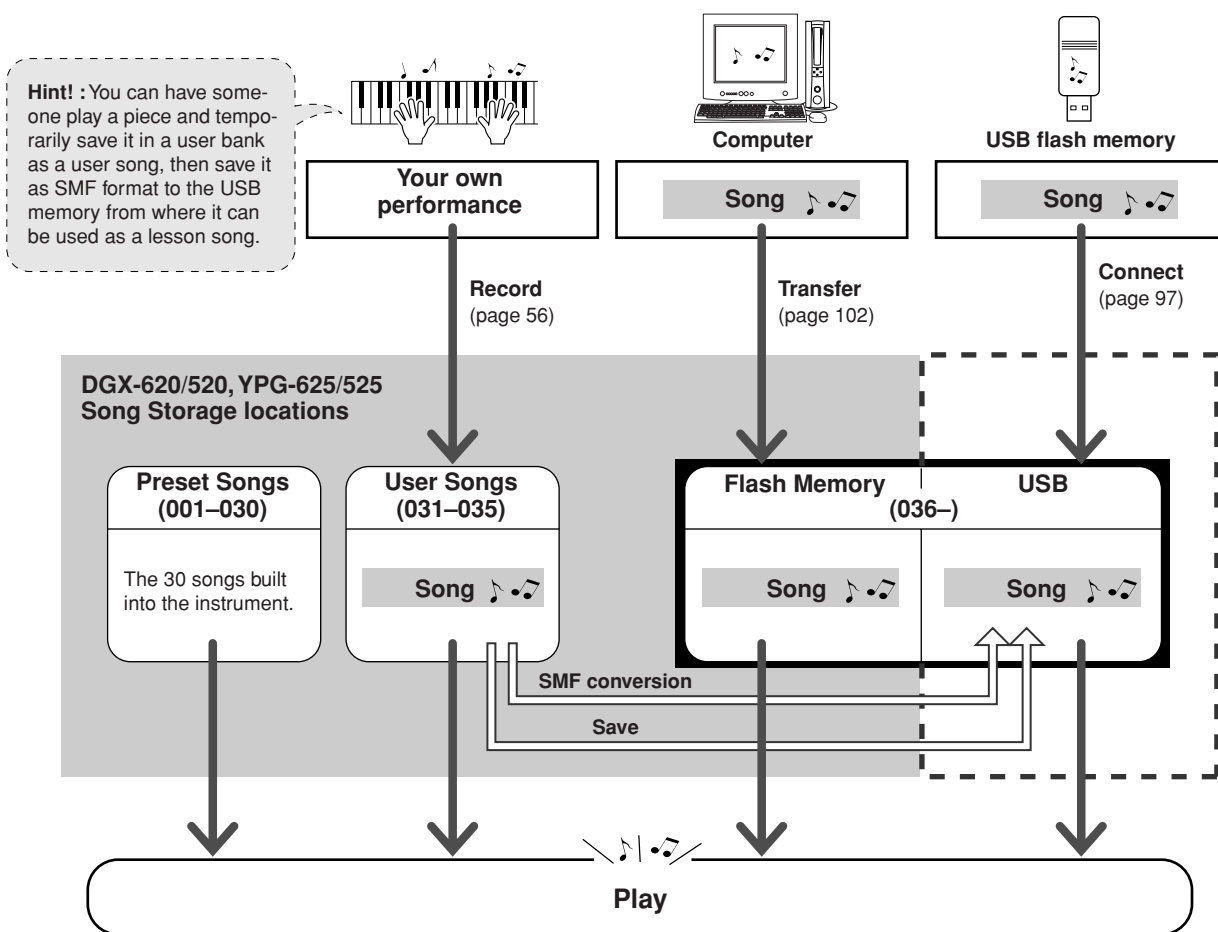 Hint! : You can have some-
one play a piece and tempo-
rarily save it in a user bank
as a user song, then save it
as SMF format to the USB
memory from where it can
be used as a lesson song.
Computer
USB flash memory
Your own
performance
Song
Song
Record
(page 56)
Transfer
(page 102)
Connect
(page 97)
DGX-620/520, YPG-625/525
Song Storage locations
Preset Songs
(001–030)
User Songs
(031–035)
Flash Memory
USB
(036–)
The 30 songs built
into the instrument.
Song
Song
Song
SMF conversion
Save
Play